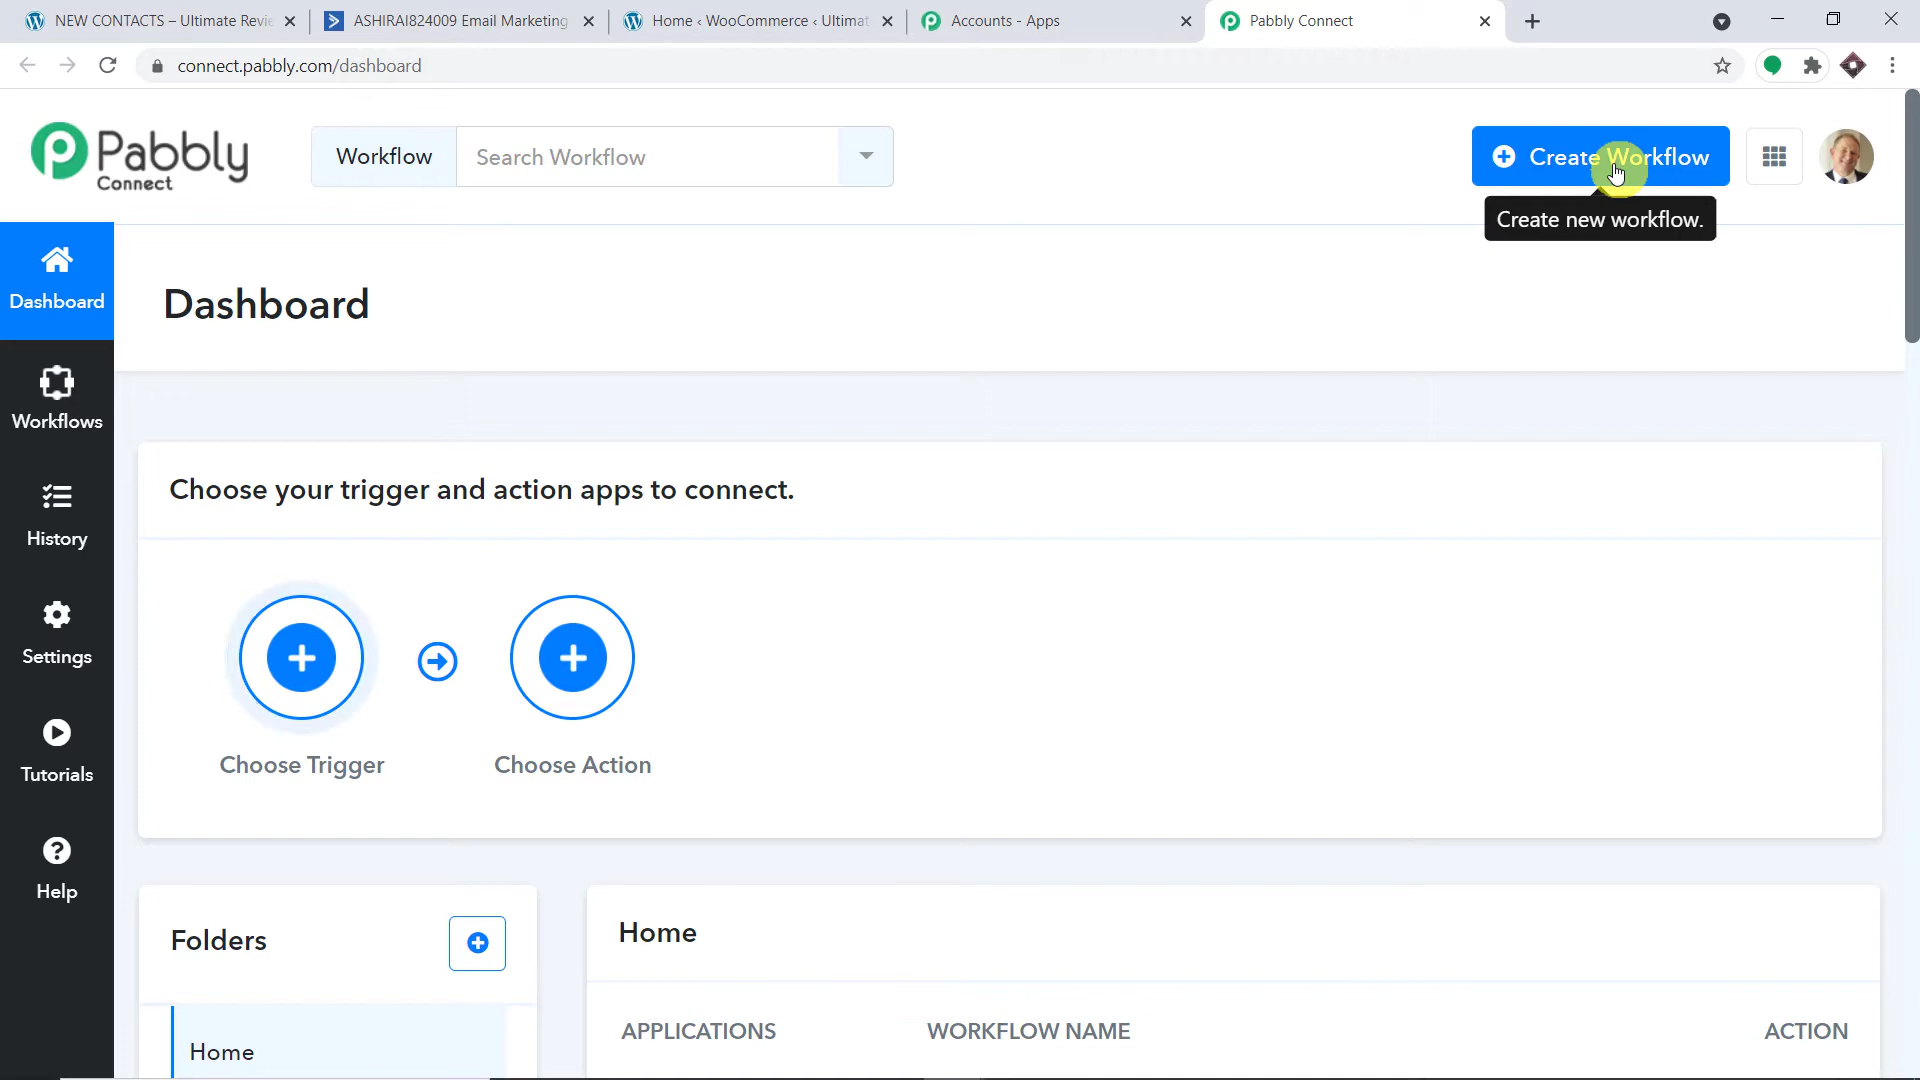 NEW CONTACTS – Ultimate Revie
ASHIRAI824009 Email Marketing
Home ‹ WooCommerce ‹ Ultimat
Accounts - Apps
Pabbly Connect
connect.pabbly.com/dashboard
Pabbly
Connect
Workflow
Search Workflow
Create Workflow
Create new workflow.
Dashboard
Dashboard
Workflows
History
Settings
Tutorials
Help
Choose your trigger and action apps to connect.
Choose Trigger
Choose Action
Folders
Home
Home
APPLICATIONS
WORKFLOW NAME
ACTION